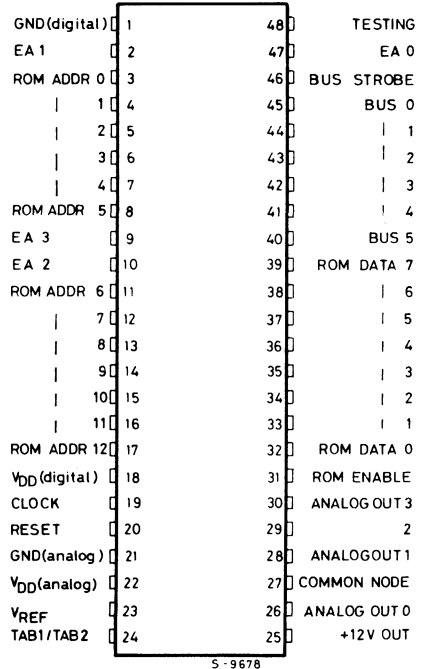 GND(digital) 1 48 TESTING
EA 1 2 47 EA 0
ROM ADDR 0 3 46 BUS STROBE
1 4 45 BUS 0
2 5 44 1
3 6 43 2
4 7 42 3
ROM ADDR 5 8 41 4
EA 3 9 40 BUS 5
EA 2 10 39 ROM DATA 7
ROM ADDR 6 11 38 6
7 12 37 5
8 13 36 4
9 14 35 3
10 15 34 2
11 16 33 1
ROM ADDR 12 17 32 ROM DATA 0
VDD(digital) 18 31 ROM ENABLE
CLOCK 19 30 ANALOG OUT 3
RESET 20 29 2
GND(analog) 21 28 ANALOGOUT1
VDD(analog) 22 27 COMMON NODE
VREF 23 26 ANALOG OUT 0
TAB1/TAB2 24 25 +12V OUT
S-9678